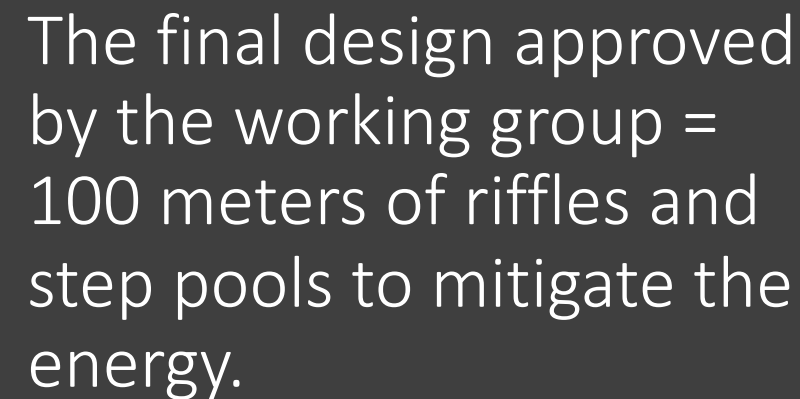 The final design approved
by the working group =
100 meters of riffles and
step pools to mitigate the
energy.